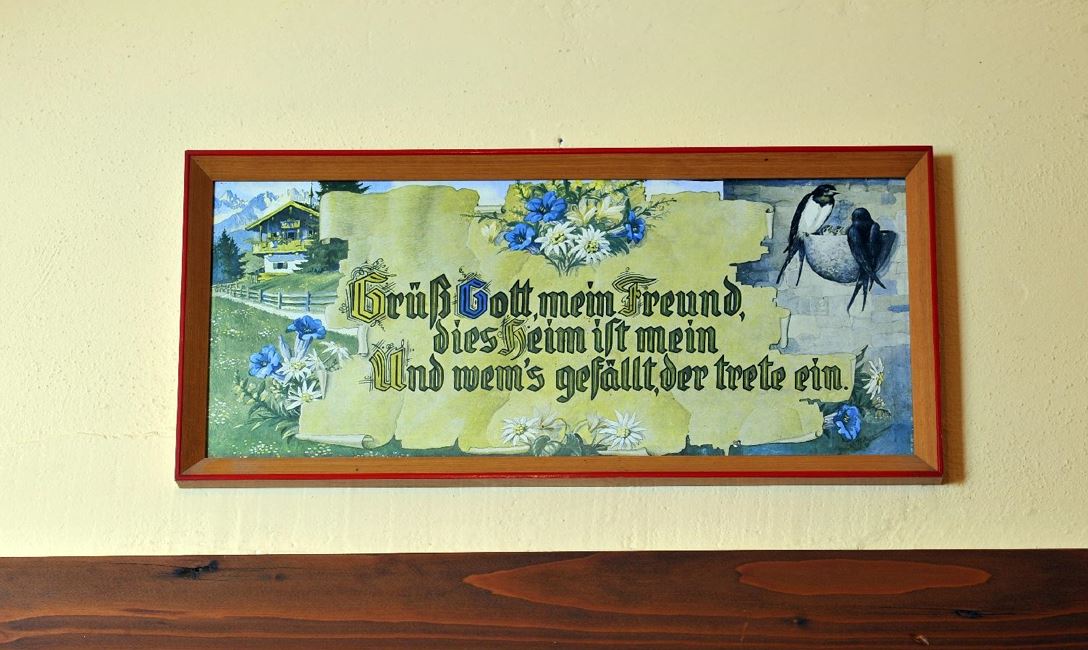 Grüß Gott, mein Freund,
dies Heim ist mein
Und wem's gefällt, der trete ein.